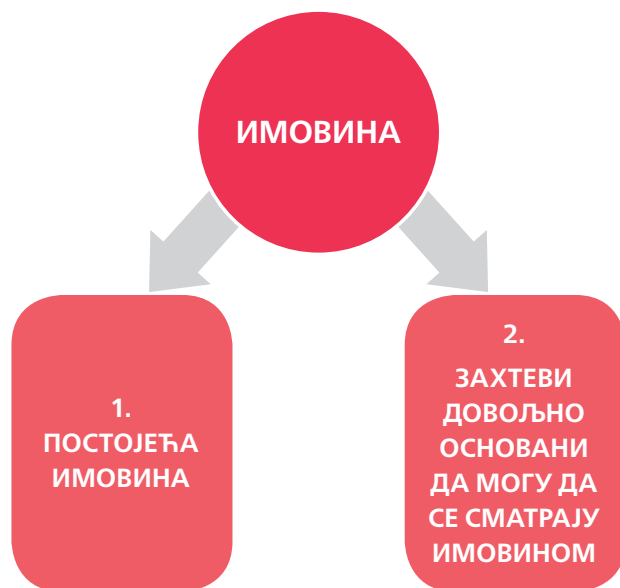 ИМОВИНА
1.
ПОСТОЈЕЋА
ИМОВИНА
2.
ЗАХТЕВИ
ДОВОЉНО
ОСНОВАНИ
ДА МОГУ ДА
СЕ СМАТРАЈУ
ИМОВИНОМ